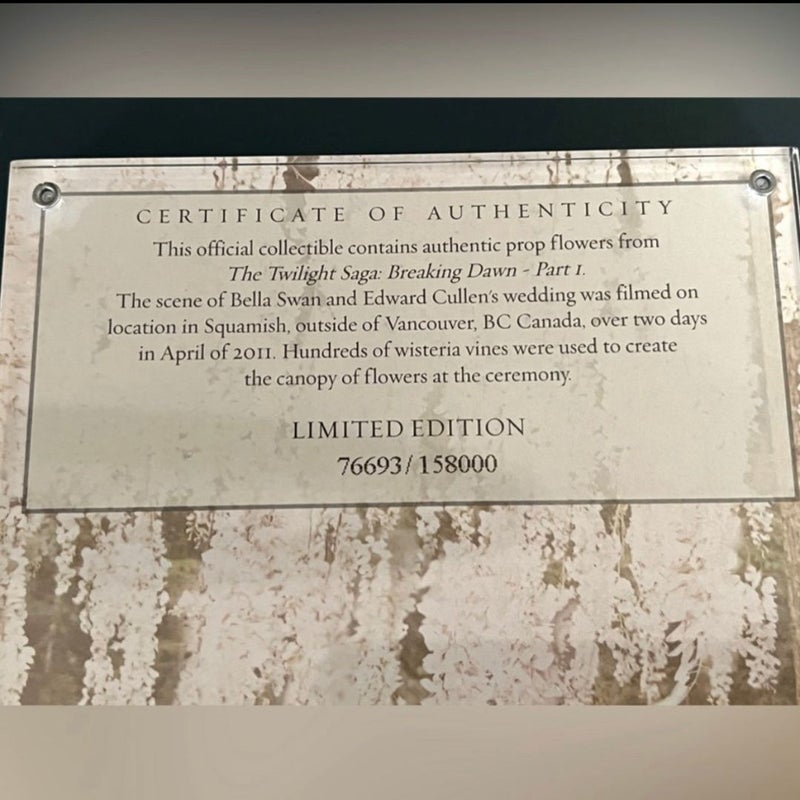 CERTIFICATE OF AUTHENTICITY
This official collectible contains authentic prop flowers from
The Twilight Saga: Breaking Dawn - Part 1.
The scene of Bella Swan and Edward Cullen's wedding was filmed on
location in Squamish, outside of Vancouver, BC Canada, over two days
in April of 2011. Hundreds of wisteria vines were used to create
the canopy of flowers at the ceremony.
LIMITED EDITION
76693/158000